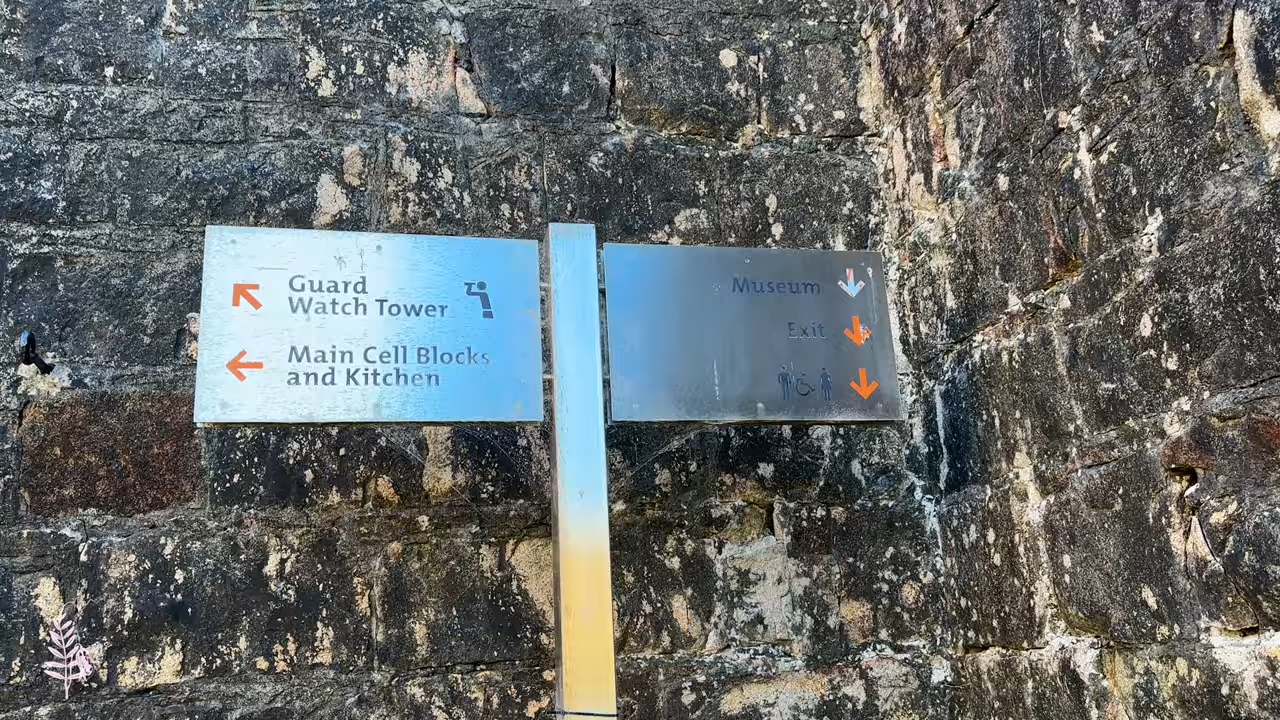 Guard
Watch Tower
Main Cell Blocks
and Kitchen
Museum
Exit